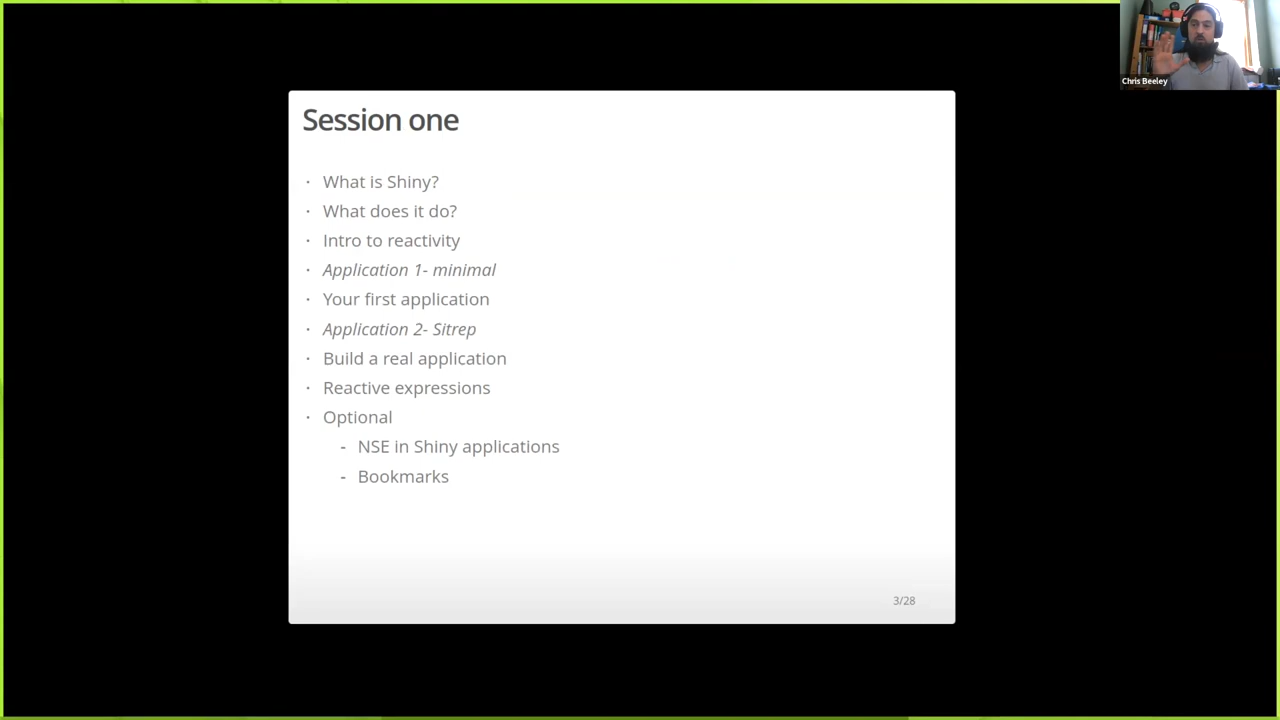 Chris Beeley
Session one
· What is Shiny?
· What does it do?
· Intro to reactivity
· Application 1- minimal
· Your first application
· Application 2- Sitrep
· Build a real application
· Reactive expressions
· Optional
- NSE in Shiny applications
- Bookmarks
3/28